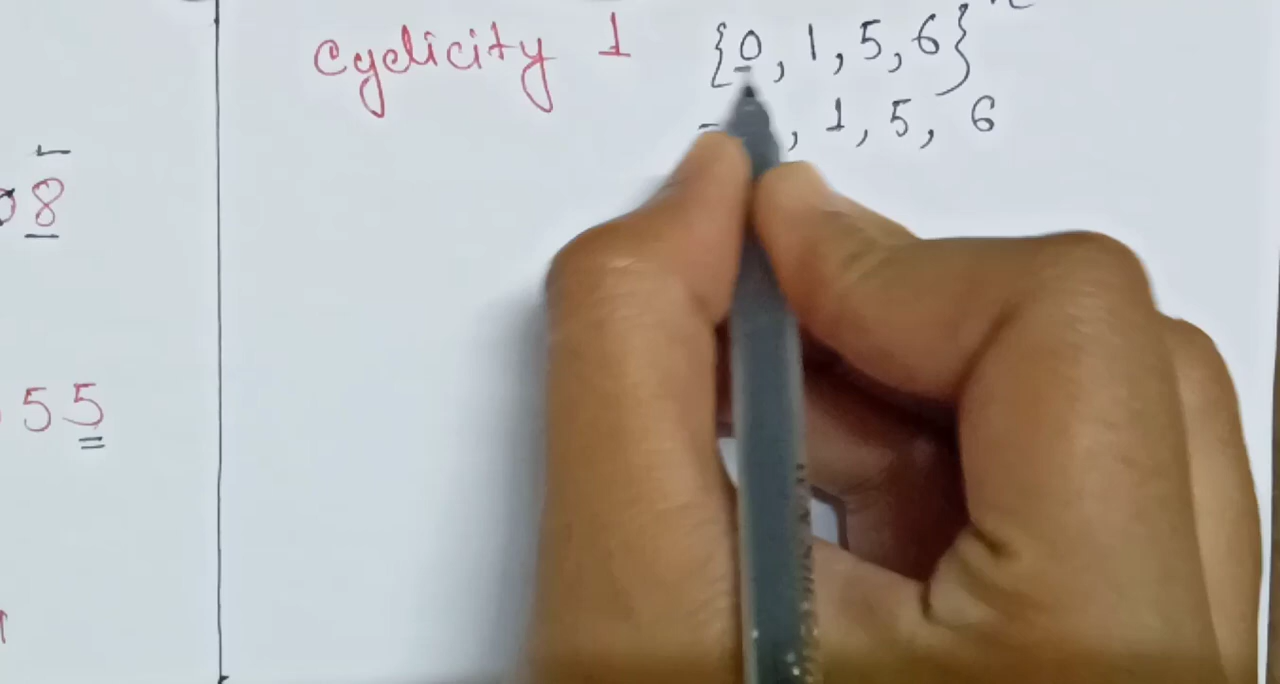 Cyclicity 1 {0, 1, 5, 6}
, 1, 5, 6
8
55